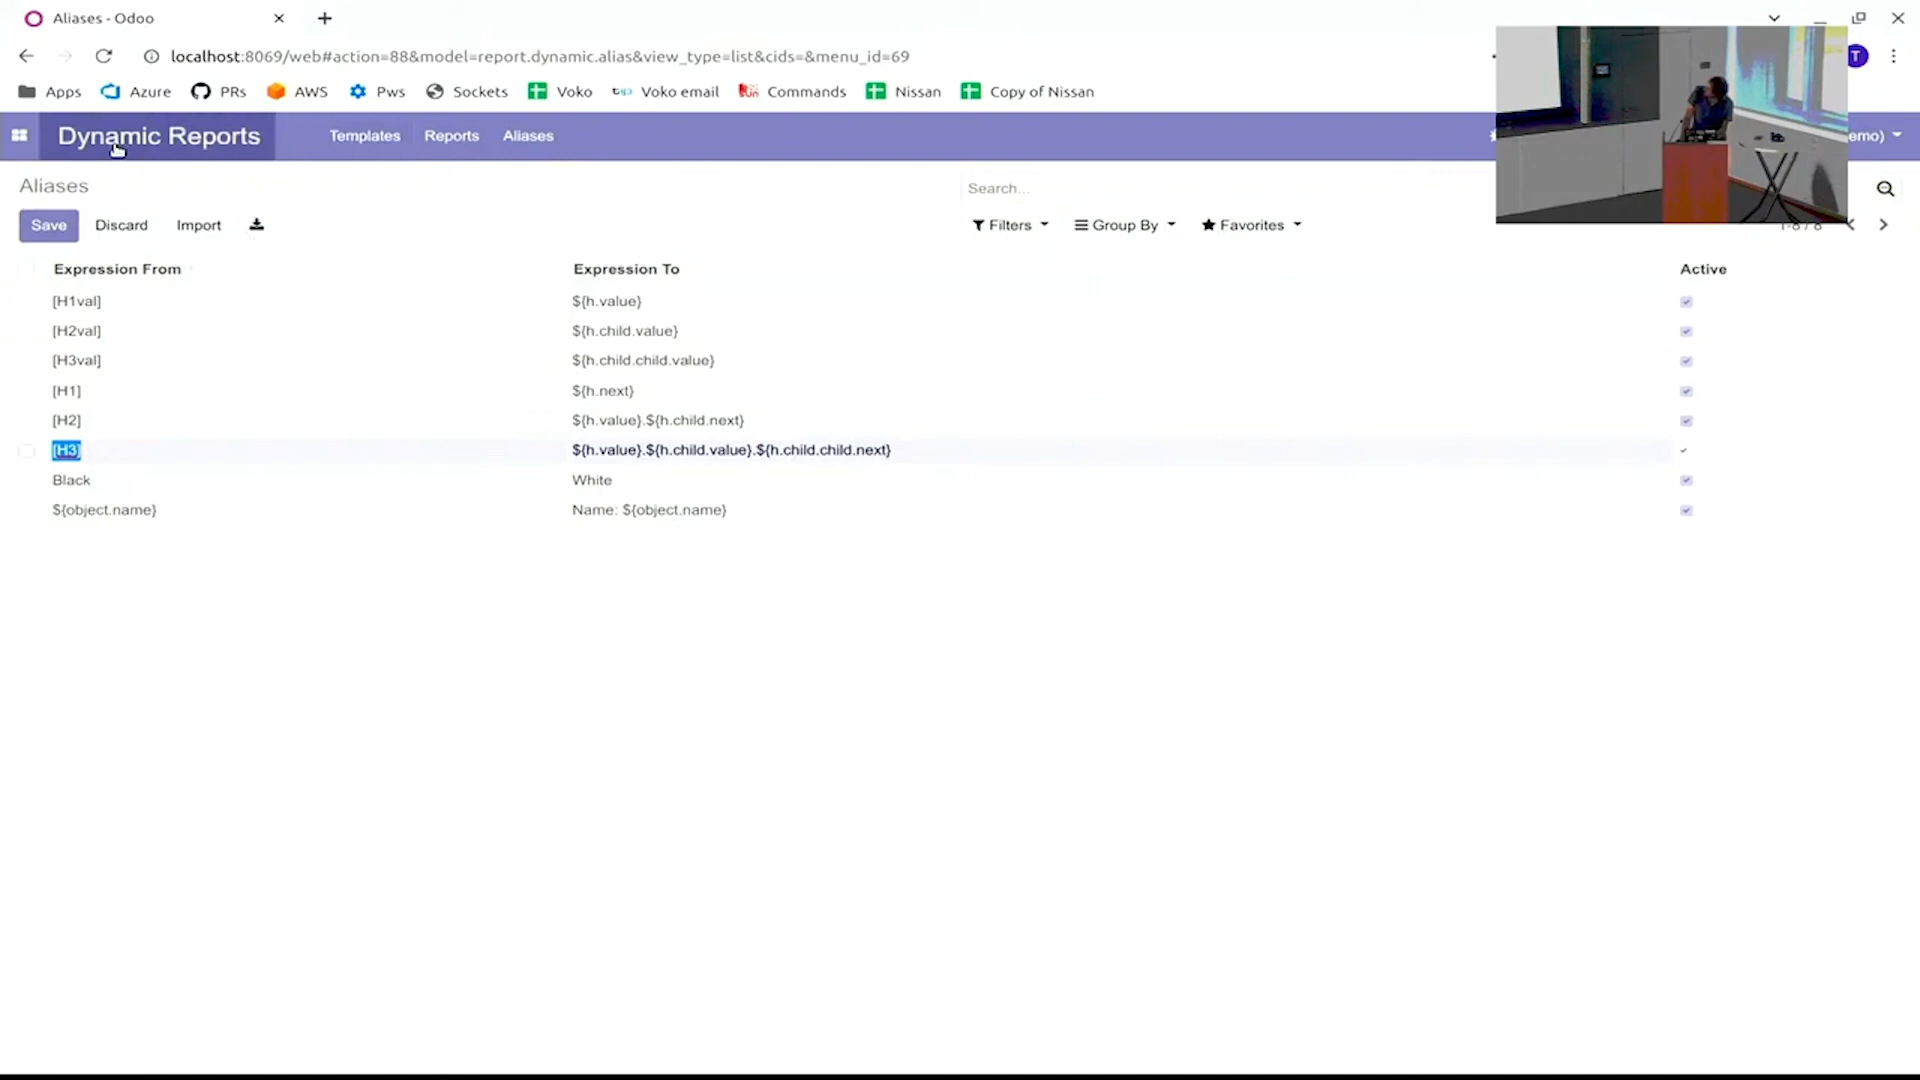 Aliases - Odoo
localhost:8069/web#action=88&model=report.dynamic.alias&view_type=list&cids=&menu_id=69
T
Apps Azure PRs AWS Pws Sockets Voko Voko email Commands Nissan Copy of Nissan
Dynamic Reports Templates Reports Aliases emo)
Aliases Search...
Save Discard Import Filters Group By Favorites 1-8 / 8
Expression From Expression To Active
[H1val] ${h.value}
[H2val] ${h.child.value}
[H3val] ${h.child.child.value}
[H1] ${h.next}
[H2] ${h.value}.${h.child.next}
[H3] ${h.value}.${h.child.value}.${h.child.child.next}
Black White
${object.name} Name: ${object.name}